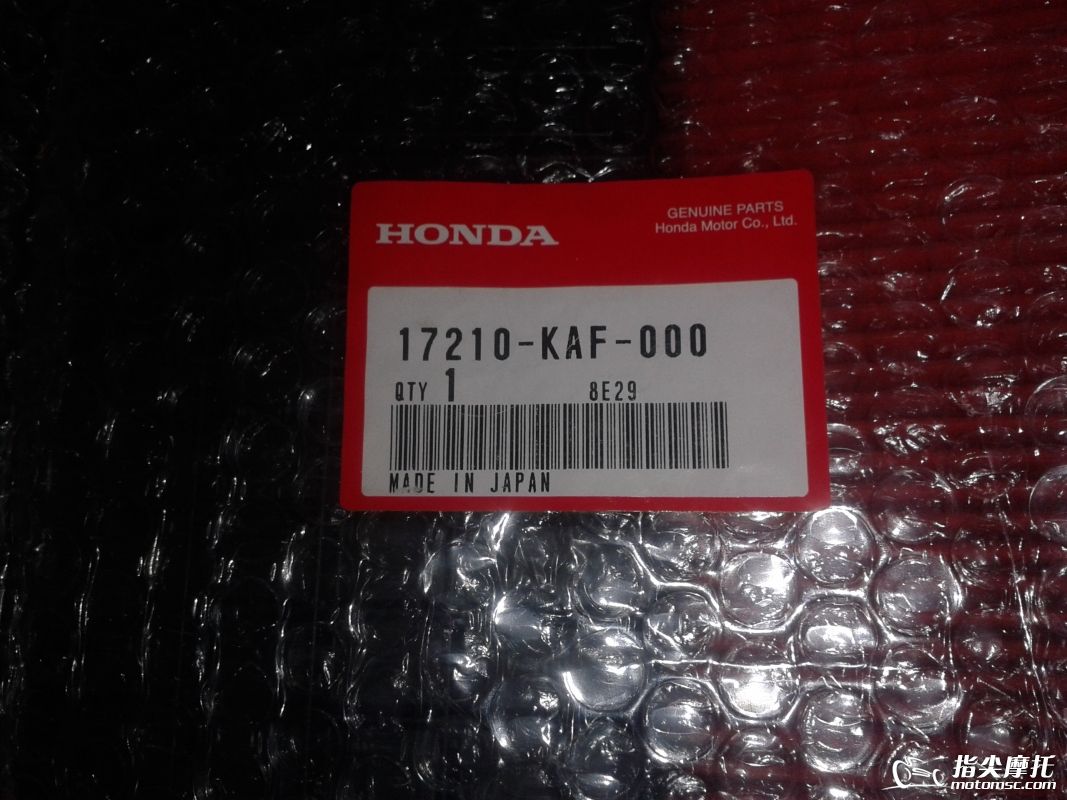 HONDA
GENUINE PARTS
Honda Motor Co., Ltd.
17210-KAF-000
QTY 1 8E29
MADE IN JAPAN
指尖摩托
motorusc.com